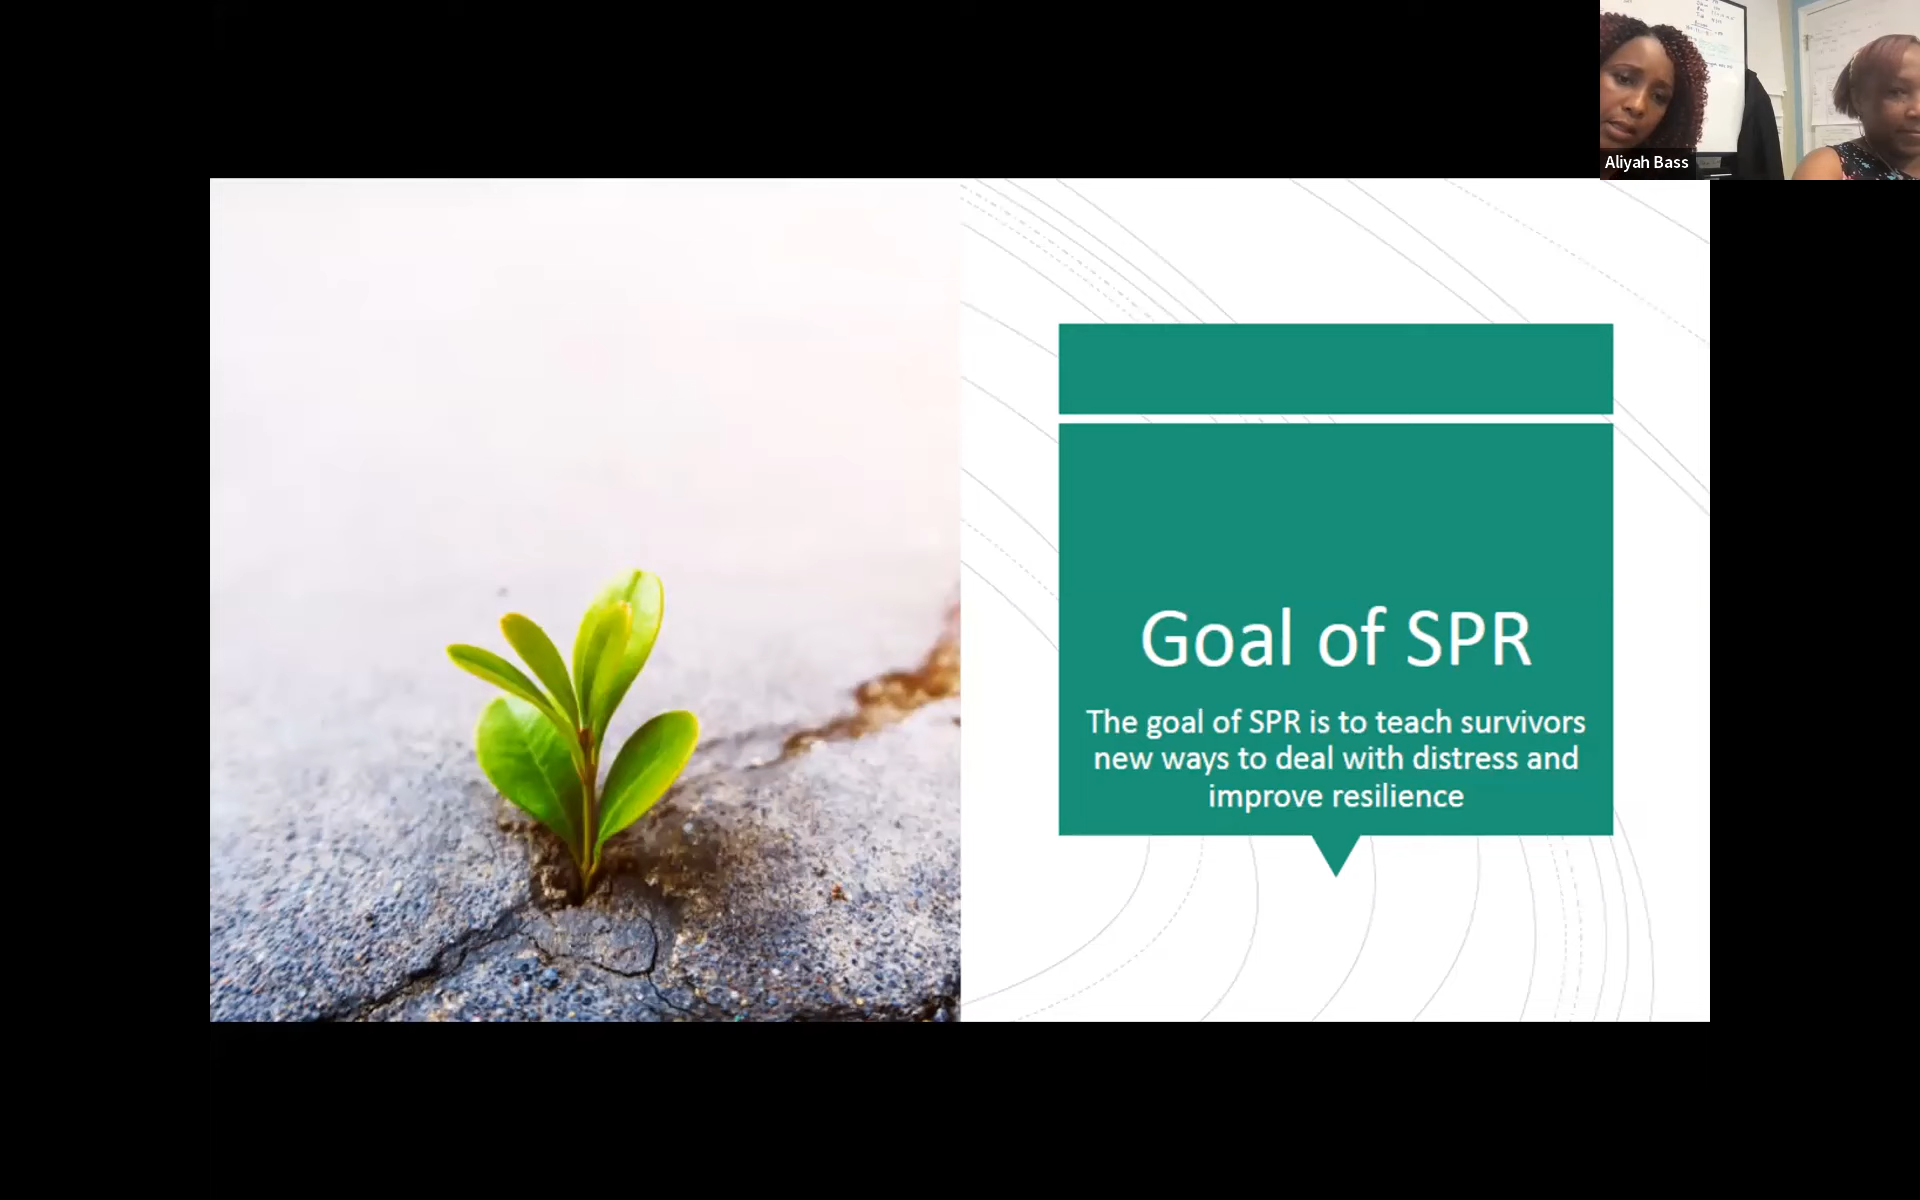 Aliyah Bass
Goal of SPR
The goal of SPR is to teach survivors
new ways to deal with distress and
improve resilience